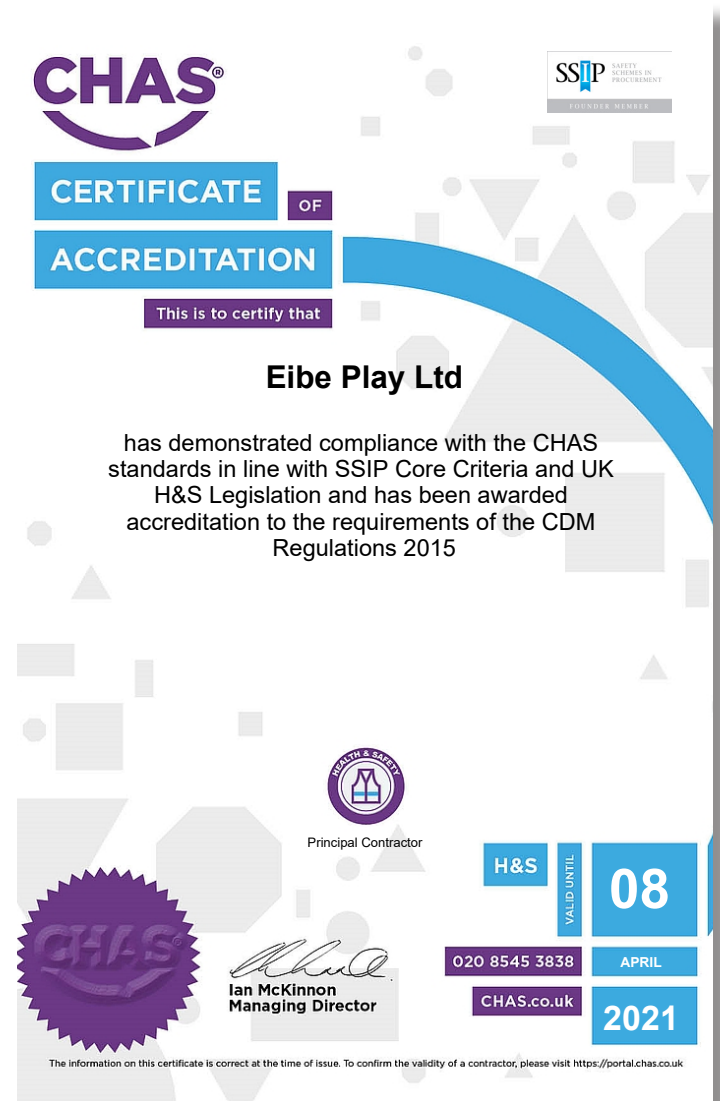 CHAS®
SSIP SAFETY
SCHEMES IN
PROCUREMENT
FOUNDER MEMBER
CERTIFICATE
OF
ACCREDITATION
This is to certify that
Eibe Play Ltd
has demonstrated compliance with the CHAS
standards in line with SSIP Core Criteria and UK
H&S Legislation and has been awarded
accreditation to the requirements of the CDM
Regulations 2015
HEALTH & SAFETY
Principal Contractor
H&S
VALID UNTIL
08
CHAS®
020 8545 3838
APRIL
Ian McKinnon
Managing Director
CHAS.co.uk
2021
The information on this certificate is correct at the time of issue. To confirm the validity of a contractor, please visit https://portal.chas.co.uk